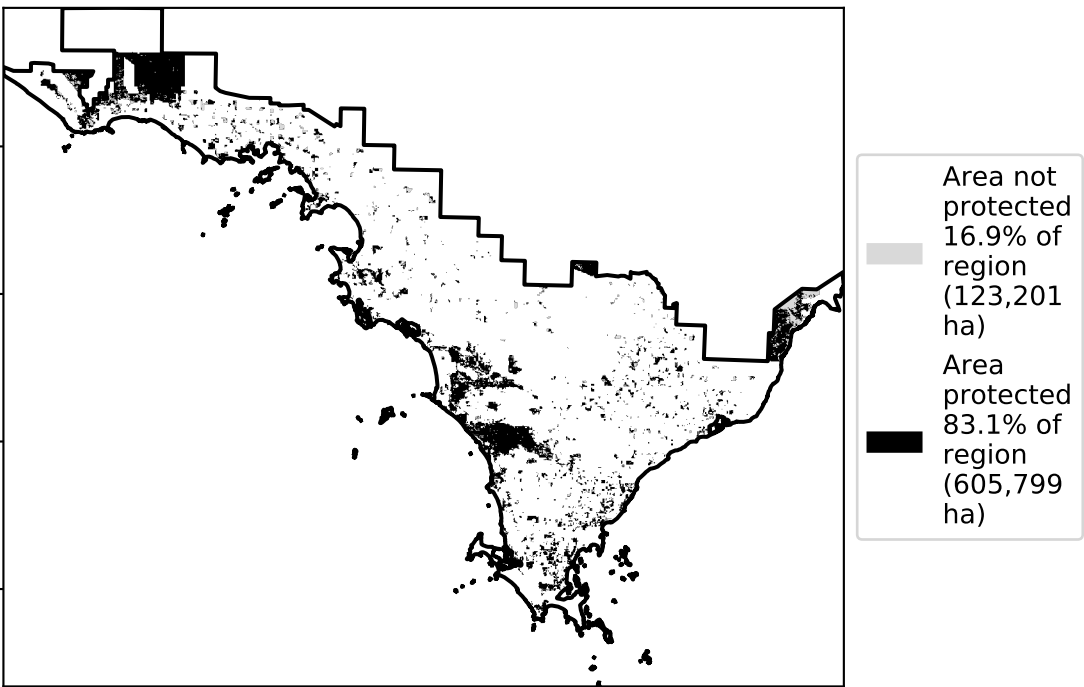 Area not
protected
16.9% of
region
(123,201
ha)
Area
protected
83.1% of
region
(605,799
ha)